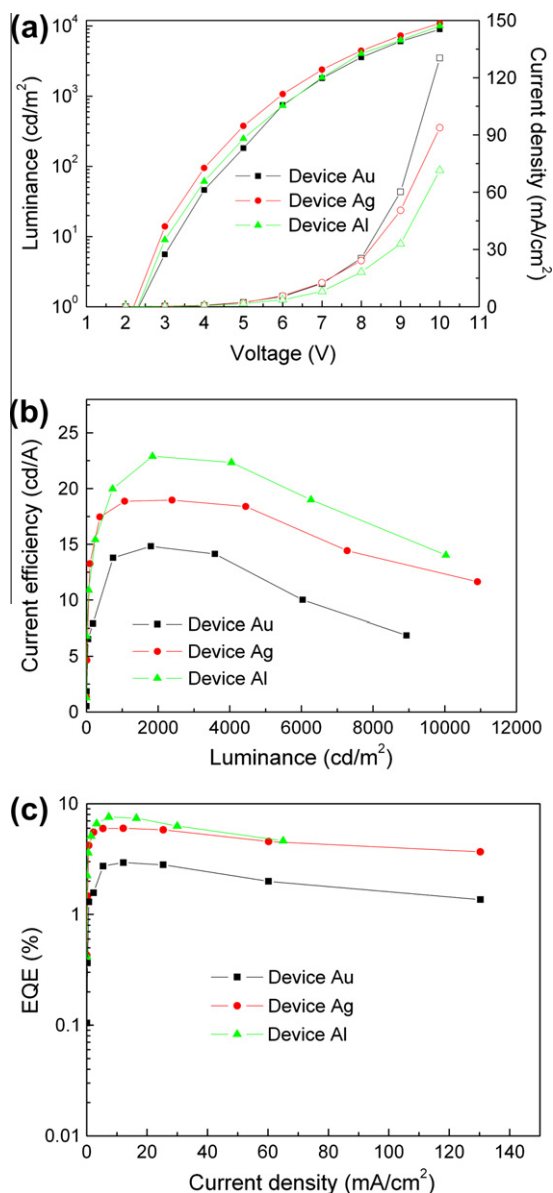 (a)
10⁴
10³
10²
10¹
10⁰
Luminance (cd/m²)
150
120
90
60
30
0
Current density (mA/cm²)
Device Au
Device Ag
Device Al
1 2 3 4 5 6 7 8 9 10 11
Voltage (V)
(b)
25
20
15
10
5
0
Current efficiency (cd/A)
Device Au
Device Ag
Device Al
0 2000 4000 6000 8000 10000 12000
Luminance (cd/m²)
(c)
10
1
0.1
0.01
EQE (%)
Device Au
Device Ag
Device Al
0 20 40 60 80 100 120 140
Current density (mA/cm²)